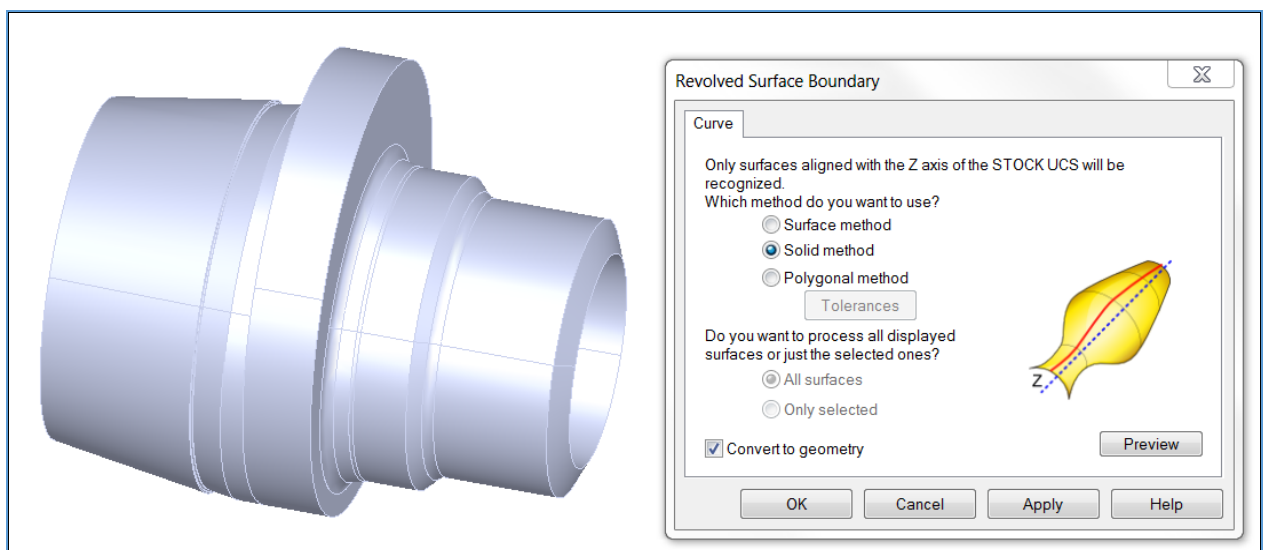 Revolved Surface Boundary
Curve
Only surfaces aligned with the Z axis of the STOCK UCS will be
recognized.
Which method do you want to use?
Surface method
Solid method
Polygonal method
Tolerances
Do you want to process all displayed
surfaces or just the selected ones?
All surfaces
Only selected
Z
Convert to geometry
Preview
OK
Cancel
Apply
Help